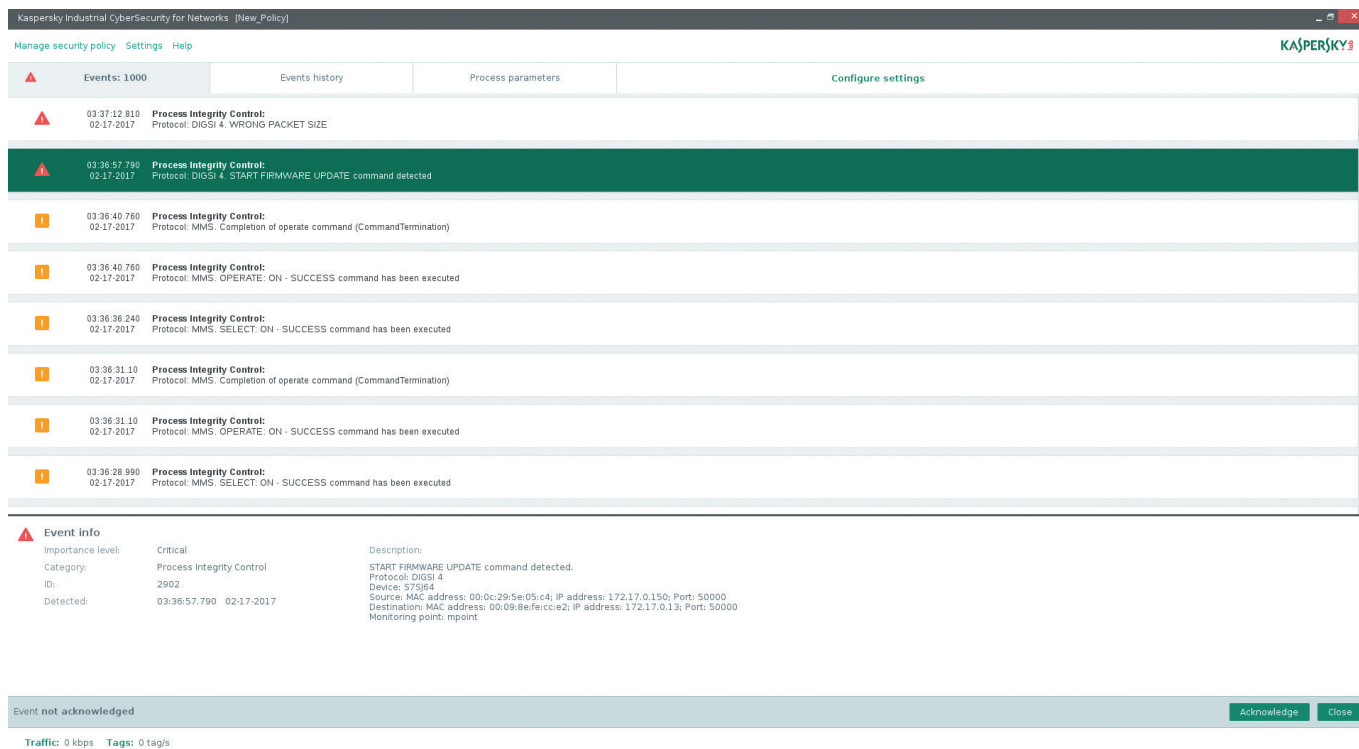 Kaspersky Industrial CyberSecurity for Networks [New_Policy]
Manage security policy Settings Help
KASPERSKY lab
Events: 1000 Events history Process parameters Configure settings
03:37:12.810 Process Integrity Control:
02-17-2017 Protocol: DIGSI 4. WRONG PACKET SIZE
03:36:57.790 Process Integrity Control:
02-17-2017 Protocol: DIGSI 4. START FIRMWARE UPDATE command detected
03:36:40.760 Process Integrity Control:
02-17-2017 Protocol: MMS. Completion of operate command (CommandTermination)
03:36:40.760 Process Integrity Control:
02-17-2017 Protocol: MMS. OPERATE: ON - SUCCESS command has been executed
03:36:36.240 Process Integrity Control:
02-17-2017 Protocol: MMS. SELECT: ON - SUCCESS command has been executed
03:36:31.10 Process Integrity Control:
02-17-2017 Protocol: MMS. Completion of operate command (CommandTermination)
03:36:31.10 Process Integrity Control:
02-17-2017 Protocol: MMS. OPERATE: ON - SUCCESS command has been executed
03:36:28.990 Process Integrity Control:
02-17-2017 Protocol: MMS. SELECT: ON - SUCCESS command has been executed
Event info
Importance level: Critical
Category: Process Integrity Control
ID: 2902
Detected: 03:36:57.790 02-17-2017
Description:
START FIRMWARE UPDATE command detected.
Protocol: DIGSI 4
Device: S7SJ64
Source: MAC address: 00:0c:29:5e:05:c4; IP address: 172.17.0.150; Port: 50000
Destination: MAC address: 00:09:8e:fe:cc:e2; IP address: 172.17.0.13; Port: 50000
Monitoring point: mpoint
Event not acknowledged
Acknowledge Close
Traffic: 0 kbps Tags: 0 tag/s